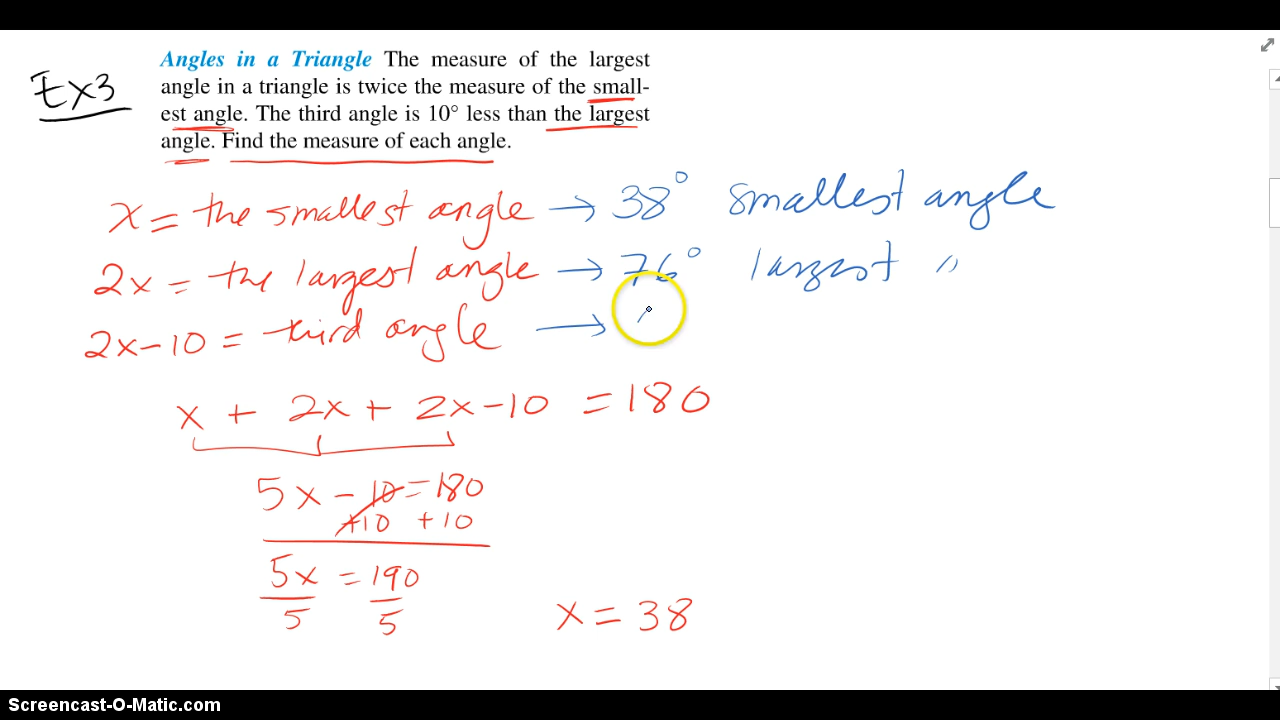 Ex3
Angles in a Triangle The measure of the largest
angle in a triangle is twice the measure of the small-
est angle. The third angle is 10° less than the largest
angle. Find the measure of each angle.
x = the smallest angle → 38° smallest angle
2x = the largest angle → 76° largest "
2x-10 = third angle →
x + 2x + 2x-10 = 180
5x - 10 = 180
+10 +10
5x = 190
5 5
x = 38
Screencast-O-Matic.com